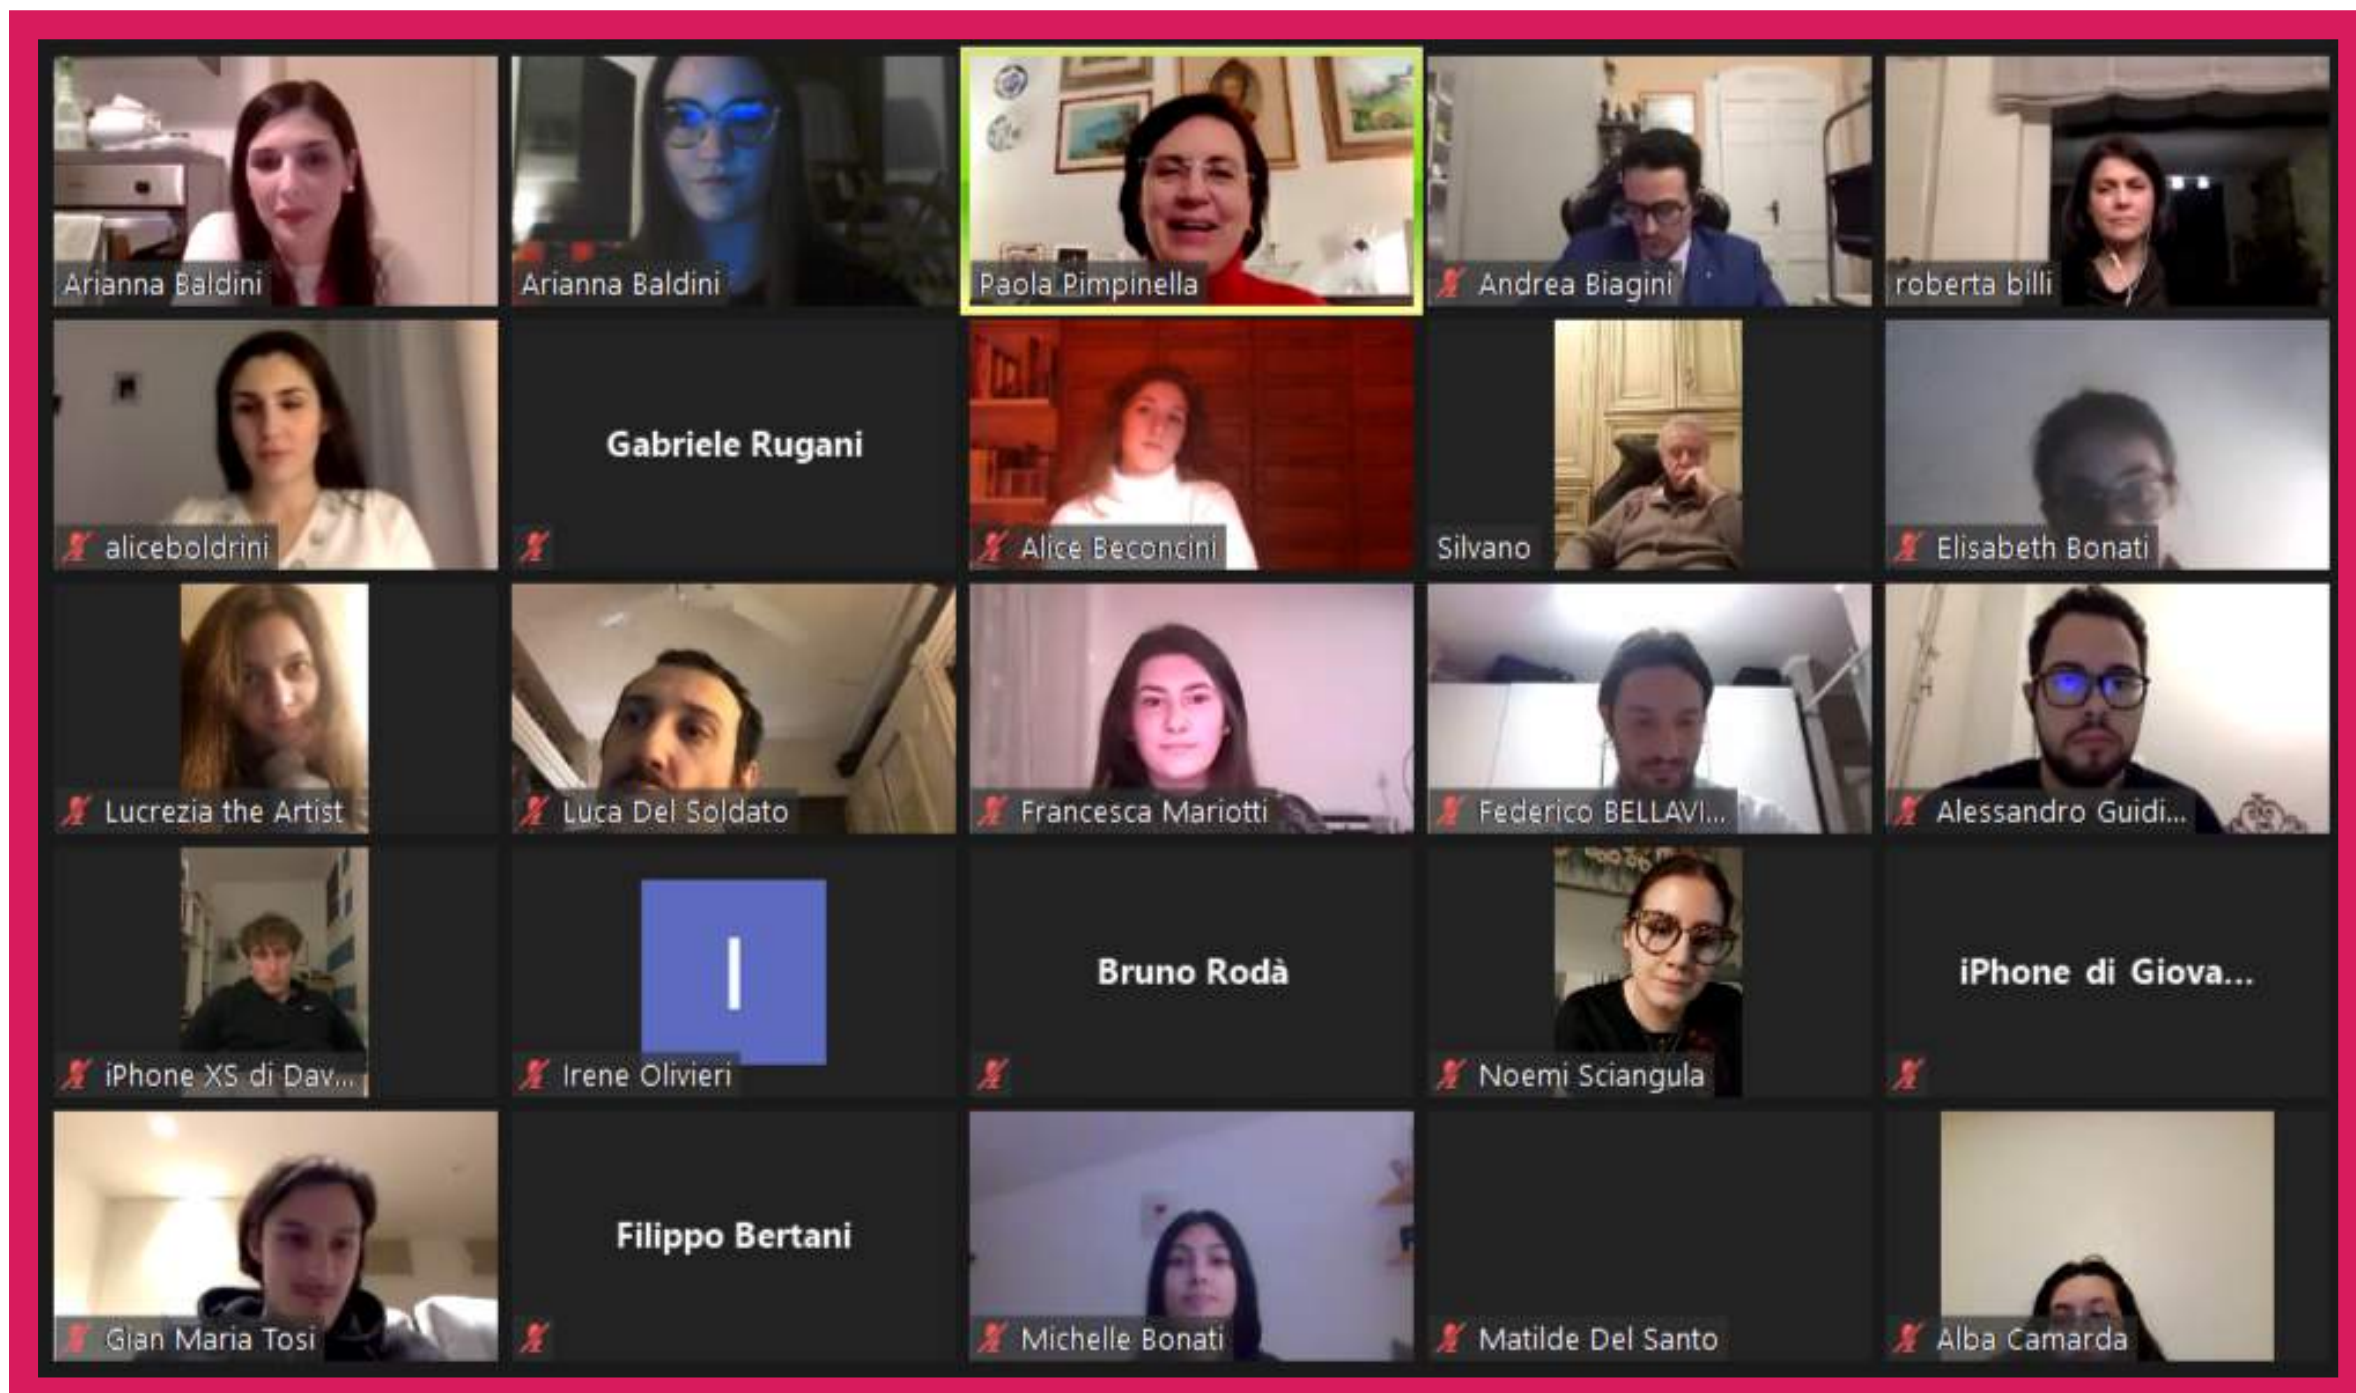 Arianna Baldini
Arianna Baldini
Paola Pimpinella
Andrea Biagini
roberta billi
aliceboldrini
Gabriele Rugani
Alice Beconcini
Silvano
Elisabeth Bonati
Lucrezia the Artist
Luca Del Soldato
Francesca Mariotti
Federico BELLAVI...
Alessandro Guidi...
iPhone XS di Dav...
I
Irene Olivieri
Bruno Rodà
Noemi Sciangula
iPhone di Giova...
Gian Maria Tosi
Filippo Bertani
Michelle Bonati
Matilde Del Santo
Alba Camarda